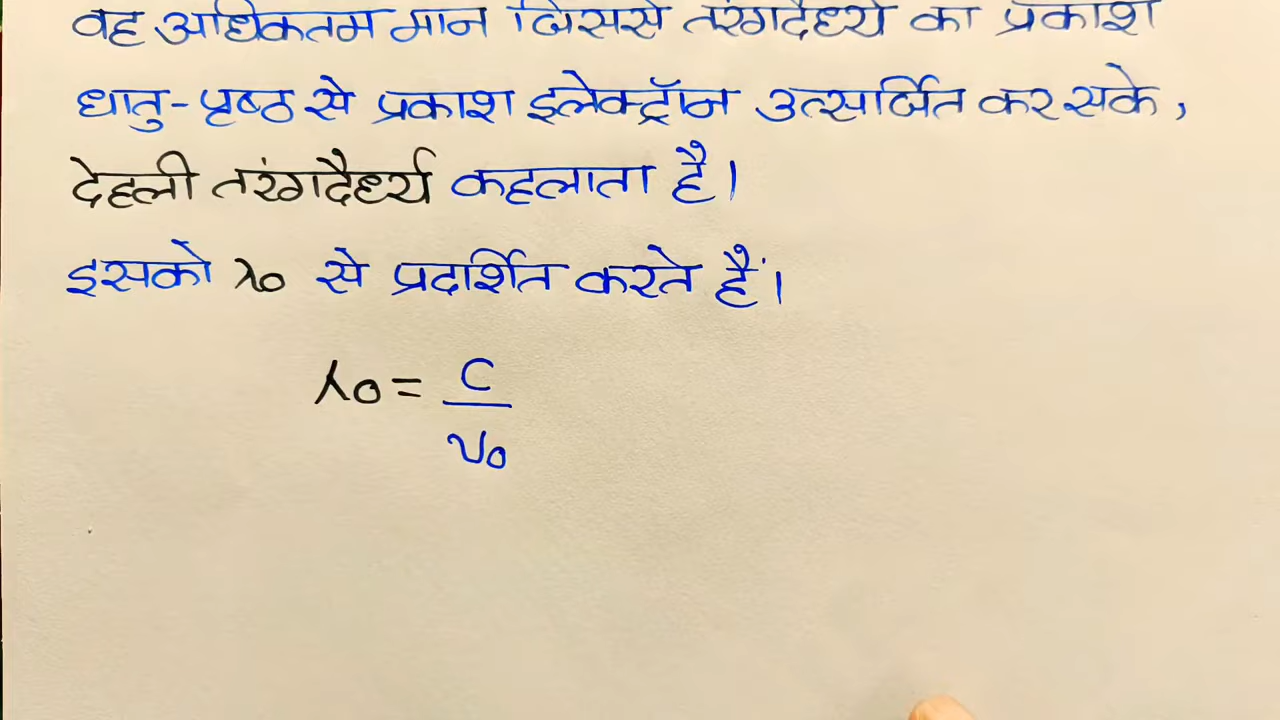 वह अधिकतम मान जिससे तरंगदैर्ध्य का प्रकाश
धातु-पृष्ठ से प्रकाश इलेक्ट्रॉन उत्सर्जित कर सके,
देहली तरंगदैर्ध्य कहलाता है।
इसको λ0 से प्रदर्शित करते हैं।
λ0 = c/ν0